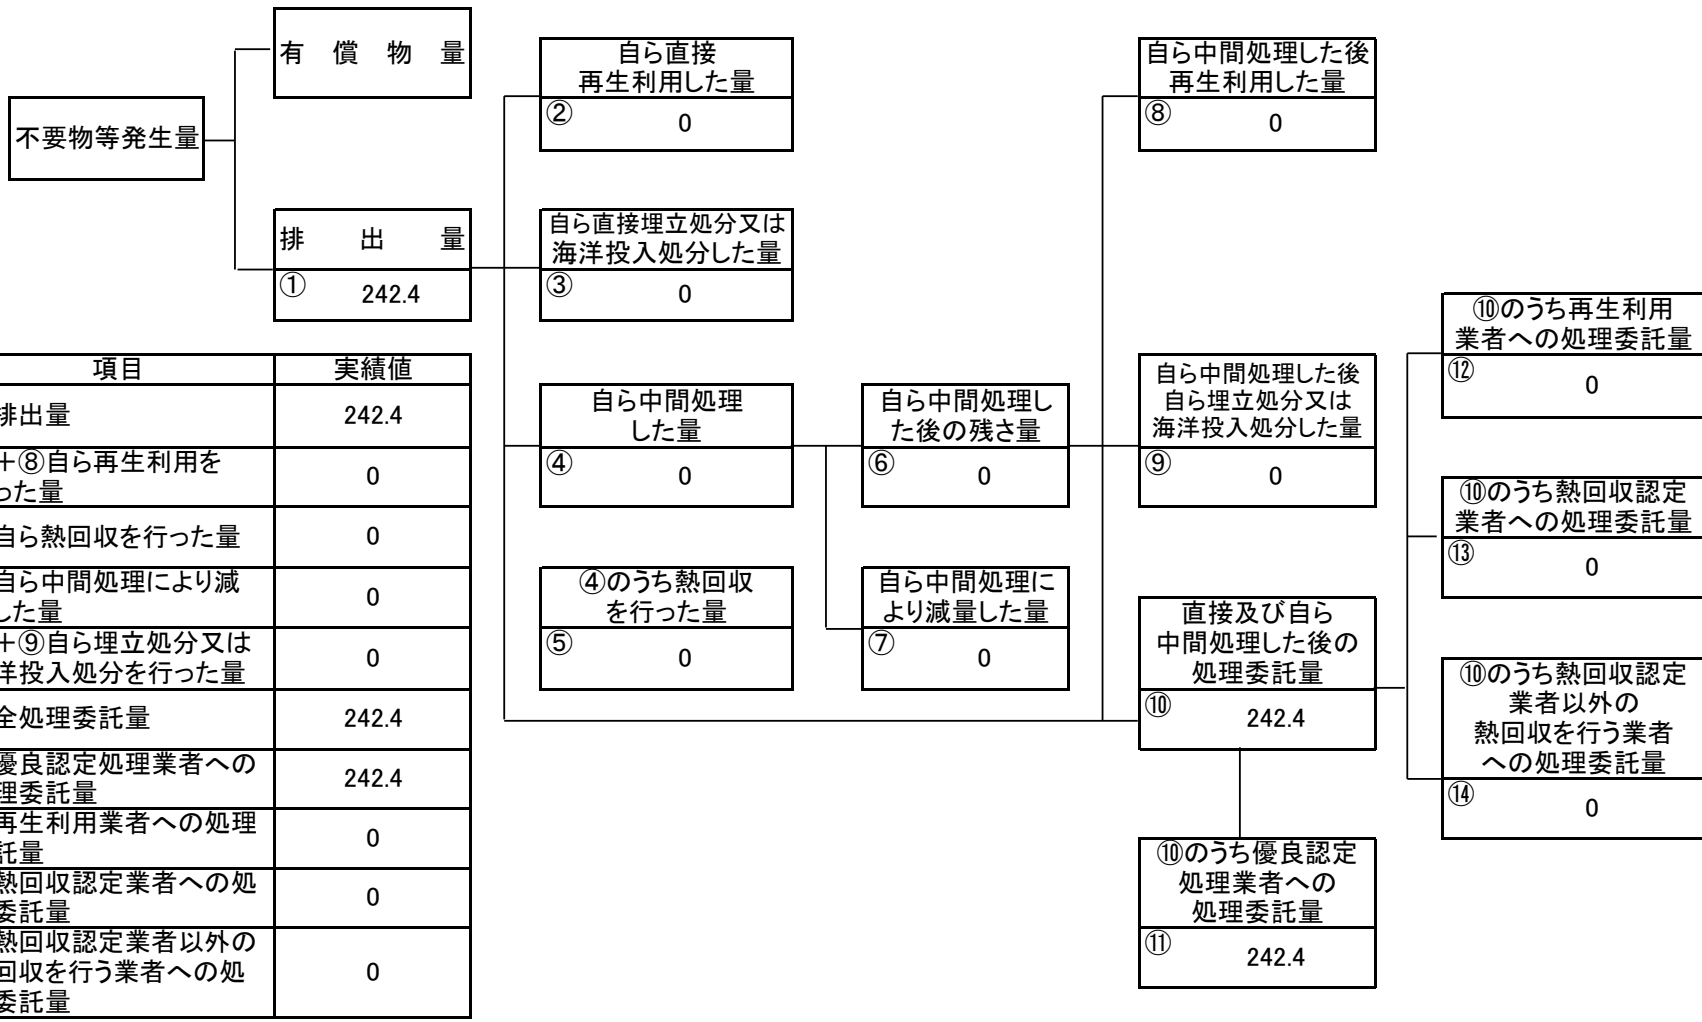 有 償 物 量
不要物等発生量
排 出 量
① 242.4
自ら直接
再生利用した量
② 0
自ら直接埋立処分又は
海洋投入処分した量
③ 0
自ら中間処理
した量
④ 0
④のうち熱回収
を行った量
⑤ 0
自ら中間処理し
た後の残さ量
⑥ 0
自ら中間処理に
より減量した量
⑦ 0
自ら中間処理した後
再生利用した量
⑧ 0
自ら中間処理した後
自ら埋立処分又は
海洋投入処分した量
⑨ 0
直接及び自ら
中間処理した後の
処理委託量
⑩ 242.4
⑩のうち優良認定
処理業者への
処理委託量
⑪ 242.4
⑩のうち再生利用
業者への処理委託量
⑫ 0
⑩のうち熱回収認定
業者への処理委託量
⑬ 0
⑩のうち熱回収認定
業者以外の
熱回収を行う業者
への処理委託量
⑭ 0
項目 実績値
排出量 242.4
+⑧自ら再生利用を
った量 0
自ら熱回収を行った量 0
自ら中間処理により減
した量 0
+⑨自ら埋立処分又は
洋投入処分を行った量 0
全処理委託量 242.4
優良認定処理業者への
理委託量 242.4
再生利用業者への処理
託量 0
熱回収認定業者への処
委託量 0
熱回収認定業者以外の
回収を行う業者への処 0
委託量